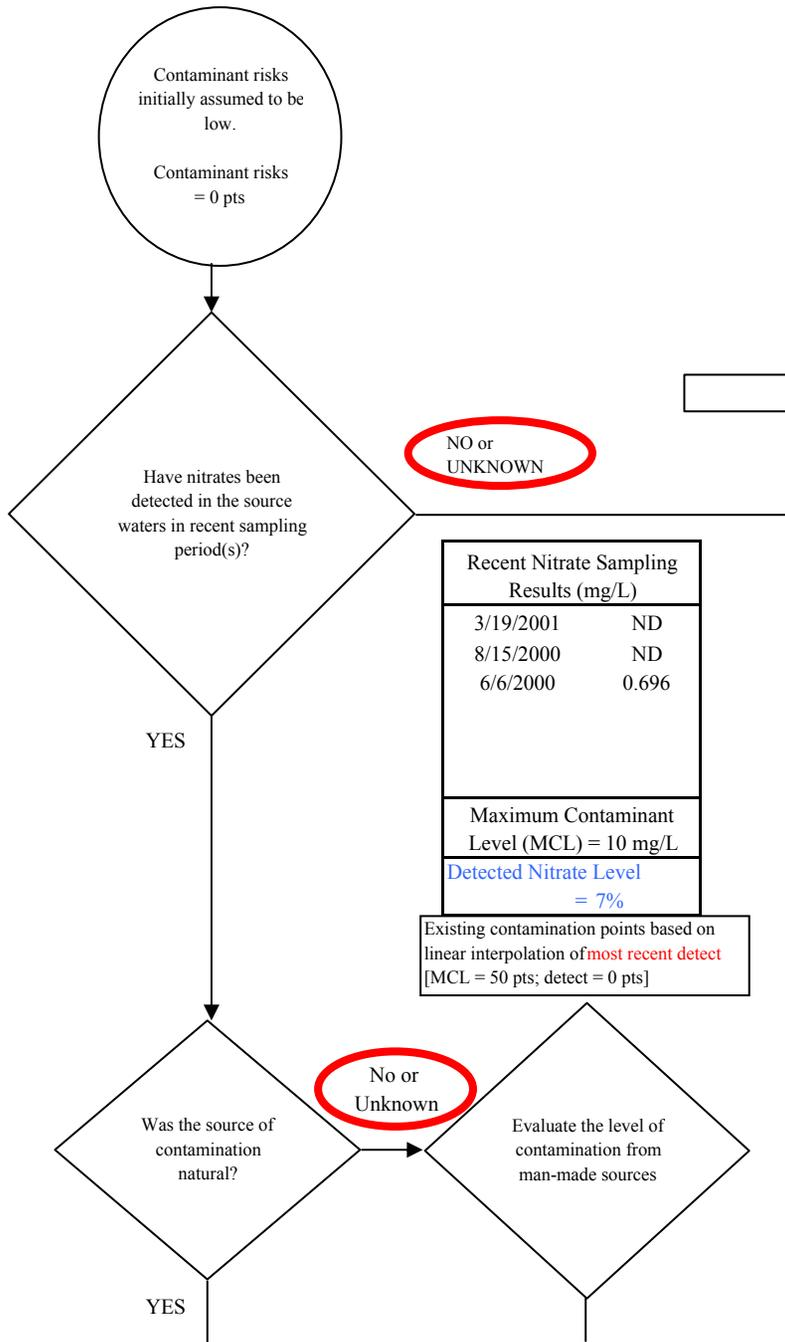 Contaminant risks
initially assumed to be
low.
Contaminant risks
= 0 pts
Have nitrates been
detected in the source
waters in recent sampling
period(s)?
NO or
UNKNOWN
Recent Nitrate Sampling
Results (mg/L)
3/19/2001 ND
8/15/2000 ND
6/6/2000 0.696
Maximum Contaminant
Level (MCL) = 10 mg/L
Detected Nitrate Level
= 7%
Existing contamination points based on
linear interpolation of most recent detect
[MCL = 50 pts; detect = 0 pts]
YES
Was the source of
contamination
natural?
No or
Unknown
Evaluate the level of
contamination from
man-made sources
YES